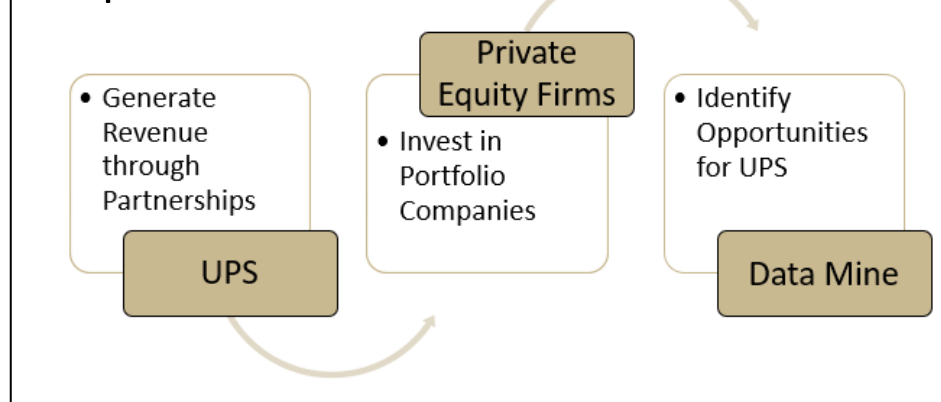 • Generate
Revenue
through
Partnerships
UPS
Private
Equity Firms
• Invest in
Portfolio
Companies
• Identify
Opportunities
for UPS
Data Mine